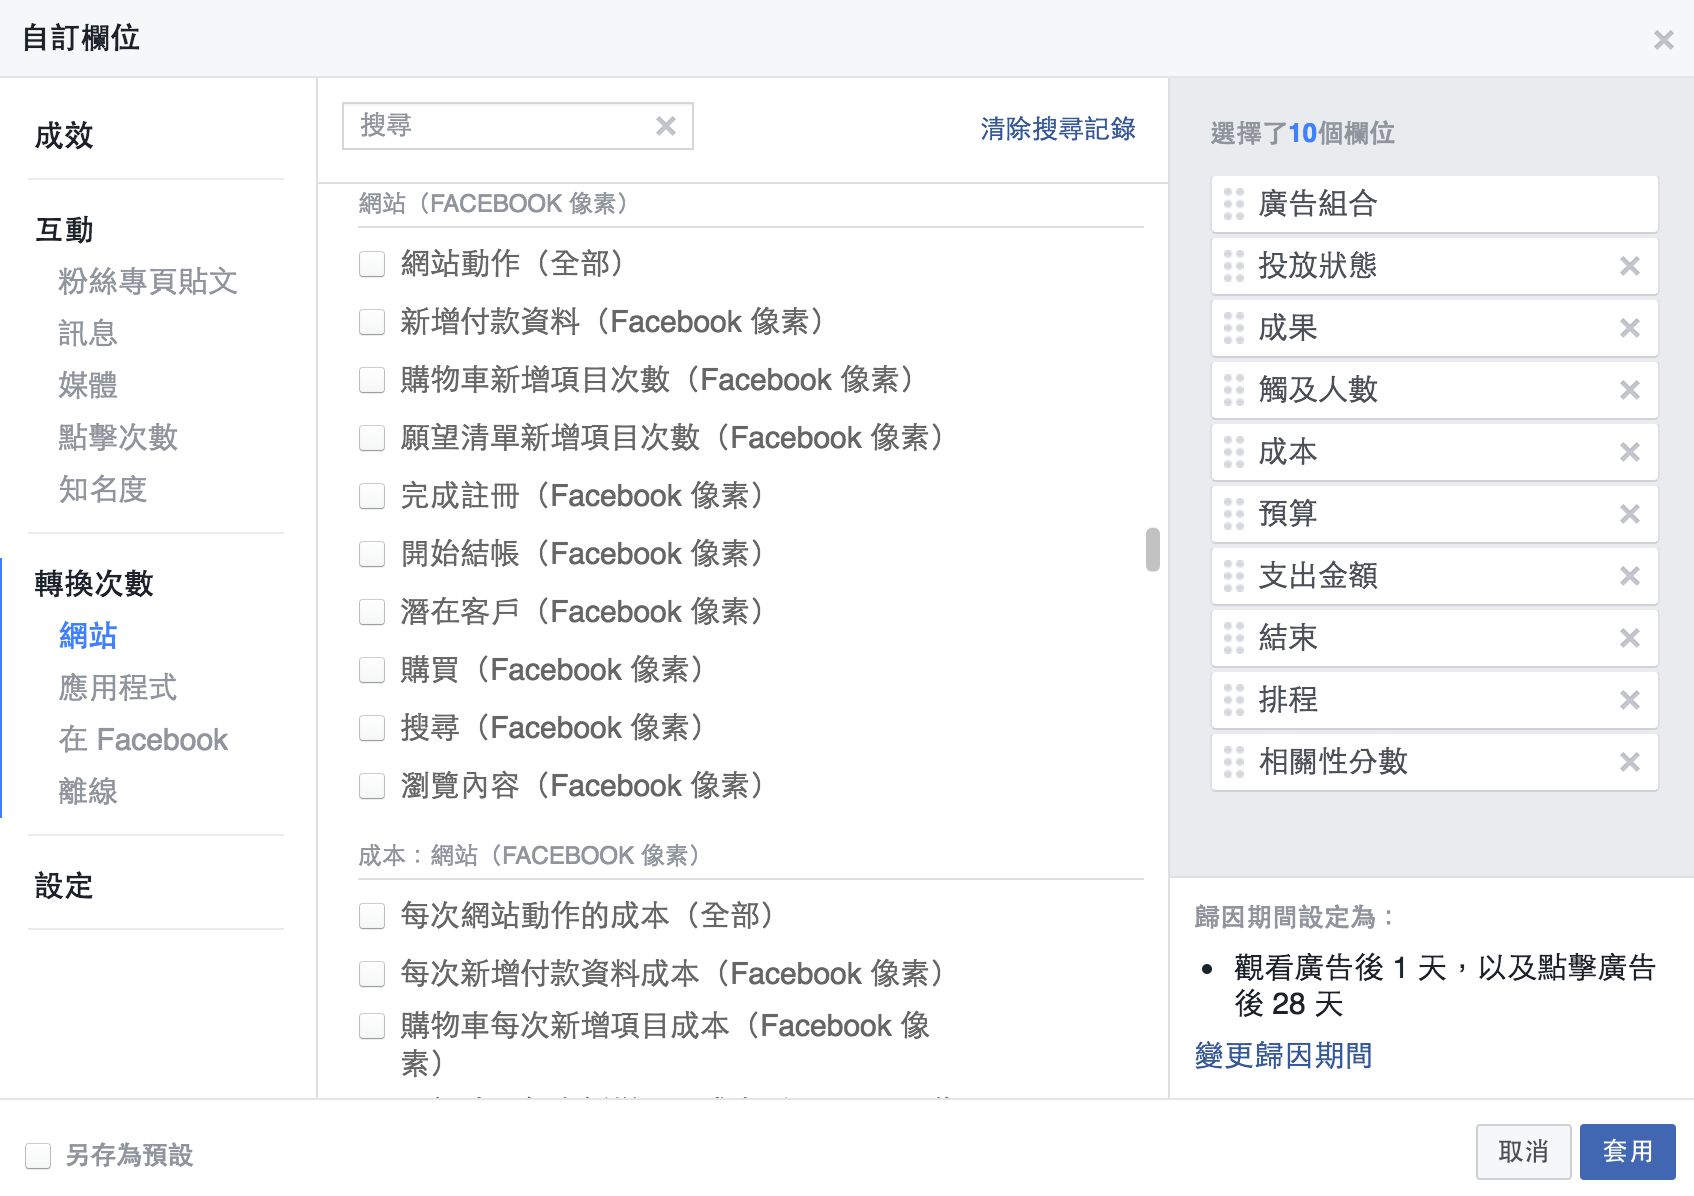 自訂欄位
成效
互動
粉絲專頁貼文
訊息
媒體
點擊次數
知名度
轉換次數
網站
應用程式
在 Facebook
離線
設定
搜尋
清除搜尋記錄
網站（FACEBOOK 像素）
網站動作（全部）
新增付款資料（Facebook 像素）
購物車新增項目次數（Facebook 像素）
願望清單新增項目次數（Facebook 像素）
完成註冊（Facebook 像素）
開始結帳（Facebook 像素）
潛在客戶（Facebook 像素）
購買（Facebook 像素）
搜尋（Facebook 像素）
瀏覽內容（Facebook 像素）
成本：網站（FACEBOOK 像素）
每次網站動作的成本（全部）
每次新增付款資料成本（Facebook 像素）
購物車每次新增項目成本（Facebook 像
素）
選擇了10個欄位
廣告組合
投放狀態
成果
觸及人數
成本
預算
支出金額
結束
排程
相關性分數
歸因期間設定為：
• 觀看廣告後 1 天，以及點擊廣告
後 28 天
變更歸因期間
另存為預設
取消
套用